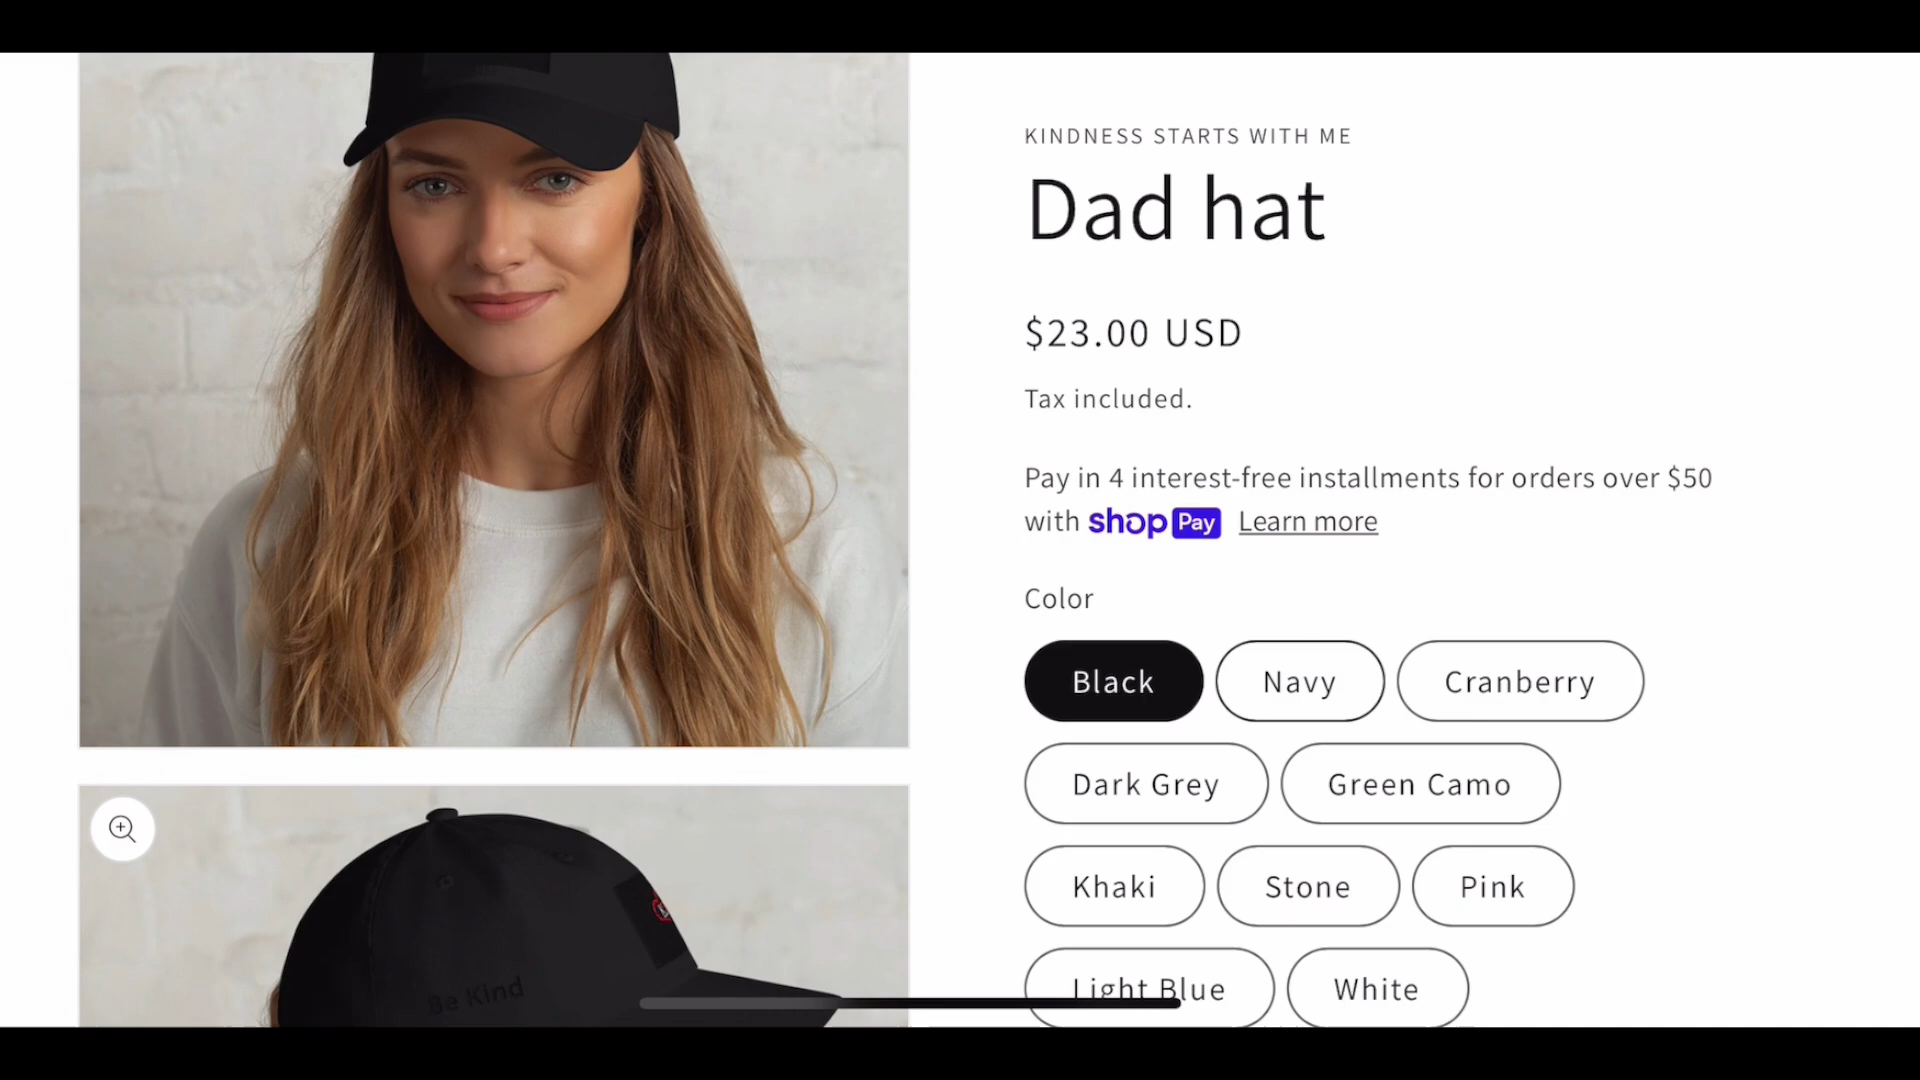 KINDNESS STARTS WITH ME
Dad hat
$23.00 USD
Tax included.
Pay in 4 interest-free installments for orders over $50
with shop Pay Learn more
Color
Black Navy Cranberry
Dark Grey Green Camo
Khaki Stone Pink
Light Blue White
Be Kind